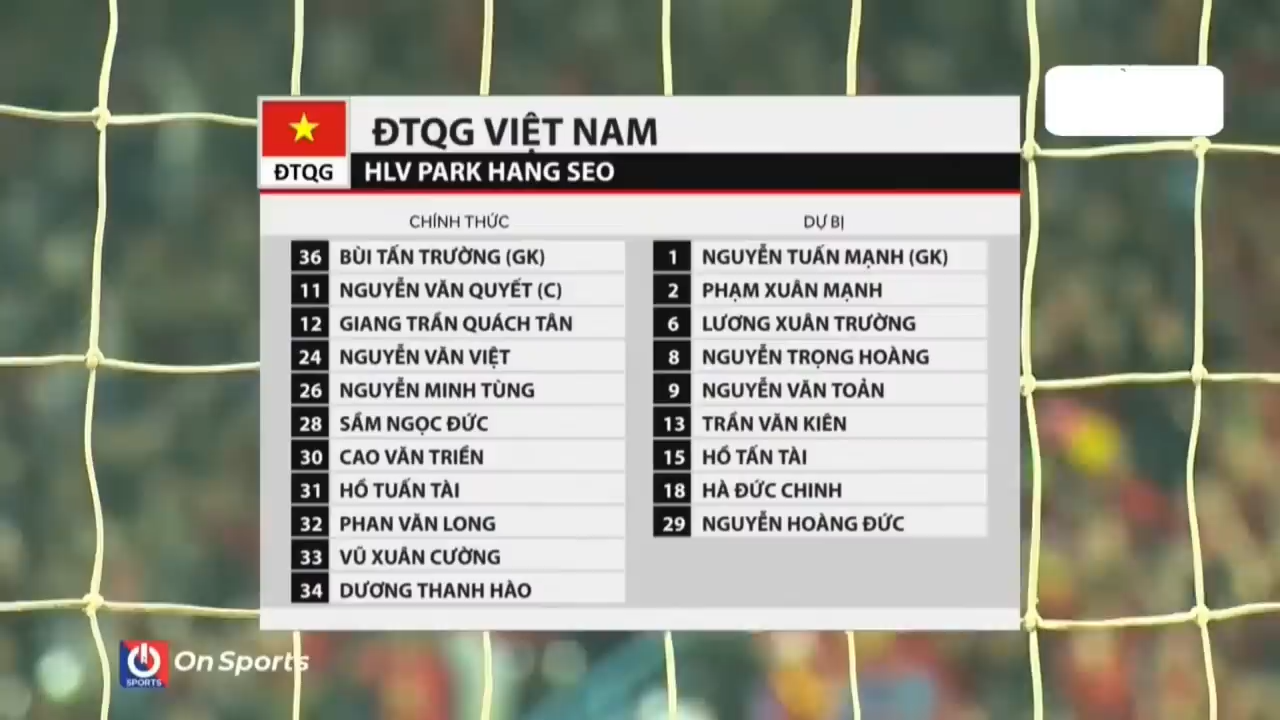 ĐTQG VIỆT NAM
ĐTQG
HLV PARK HANG SEO
CHÍNH THỨC
36 BÙI TẤN TRƯỜNG (GK)
11 NGUYỄN VĂN QUYẾT (C)
12 GIANG TRẦN QUÁCH TÂN
24 NGUYỄN VĂN VIỆT
26 NGUYỄN MINH TÙNG
28 SẦM NGỌC ĐỨC
30 CAO VĂN TRIỀN
31 HỒ TUẤN TÀI
32 PHAN VĂN LONG
33 VŨ XUÂN CƯỜNG
34 DƯƠNG THANH HÀO
DỰ BỊ
1 NGUYỄN TUẤN MẠNH (GK)
2 PHẠM XUÂN MẠNH
6 LƯƠNG XUÂN TRƯỜNG
8 NGUYỄN TRỌNG HOÀNG
9 NGUYỄN VĂN TOẢN
13 TRẦN VĂN KIÊN
15 HỒ TẤN TÀI
18 HÀ ĐỨC CHINH
29 NGUYỄN HOÀNG ĐỨC
SPORTS
On Sports